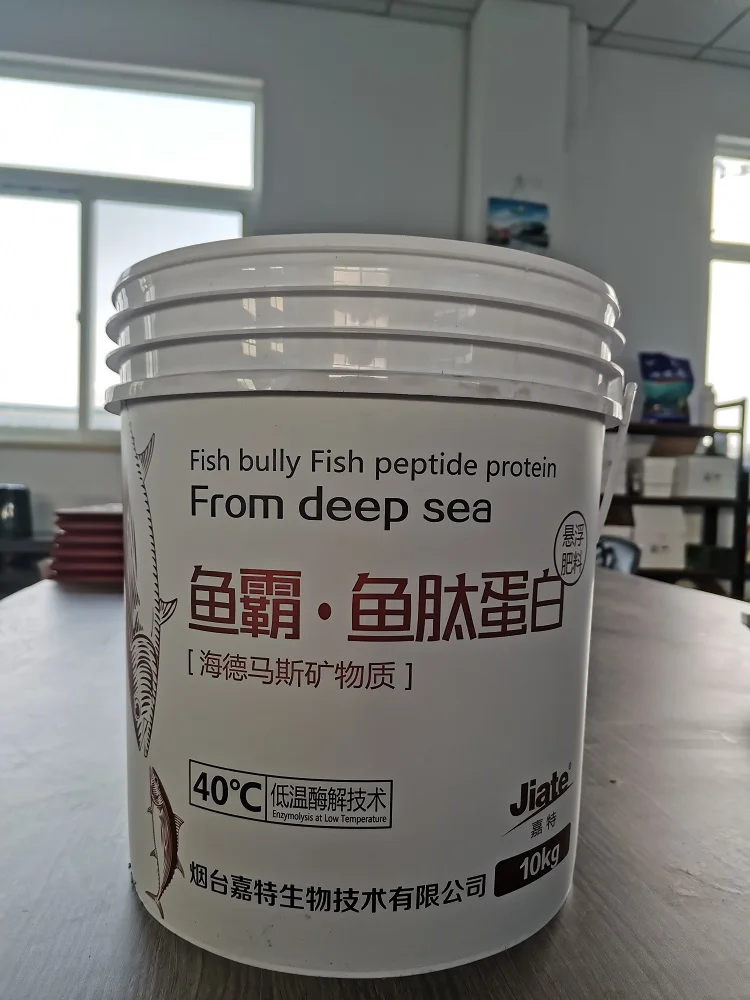 Fish bully Fish peptide protein
From deep sea
悬浮
肥料
鱼霸·鱼肽蛋白
[海德马斯矿物质]
40℃
低温酶解技术
Enzymolysis at Low Temperature
Jiate®
嘉特
10kg
烟台嘉特生物技术有限公司